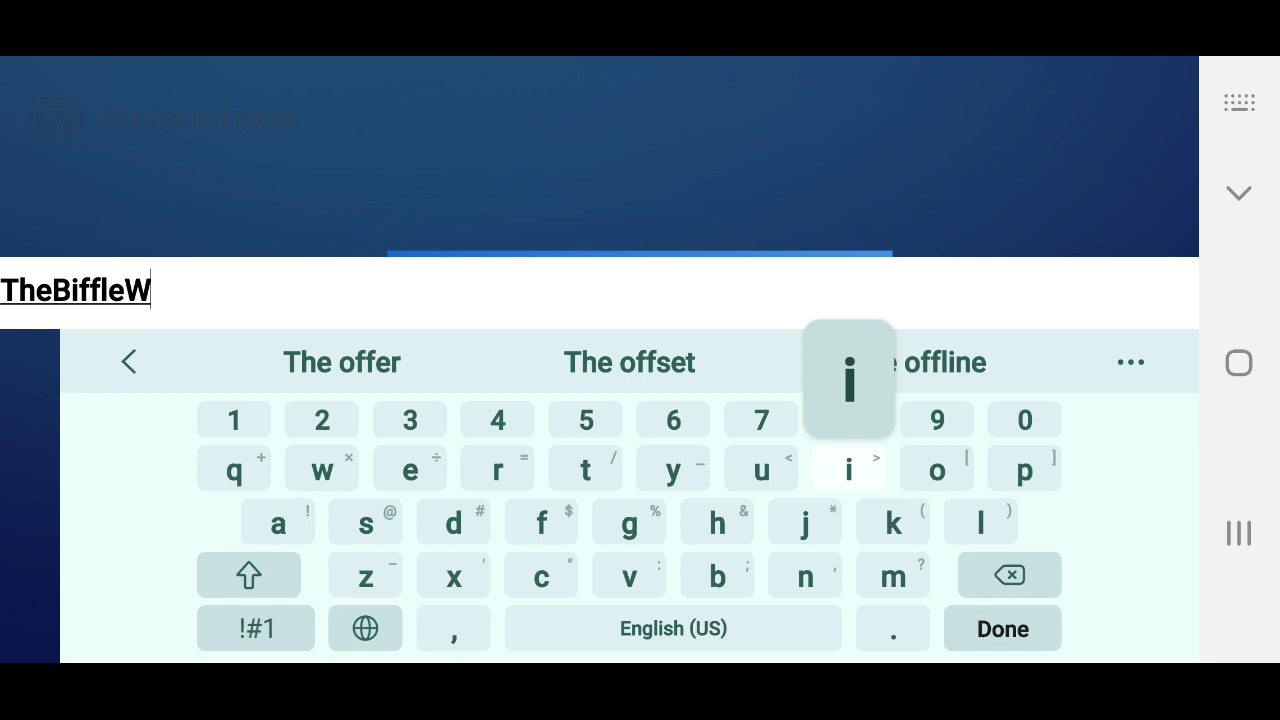 streamlabs
TheBiffleW
The offer The offset offline
1 2 3 4 5 6 7 9 0
q + w × e ÷ r = t / y _ u < i > o [ p ]
i
a ! s @ d # f $ g % h & j * k ( l )
z - x ' c " v : b ; n , m ?
!#1 , English (US) . Done